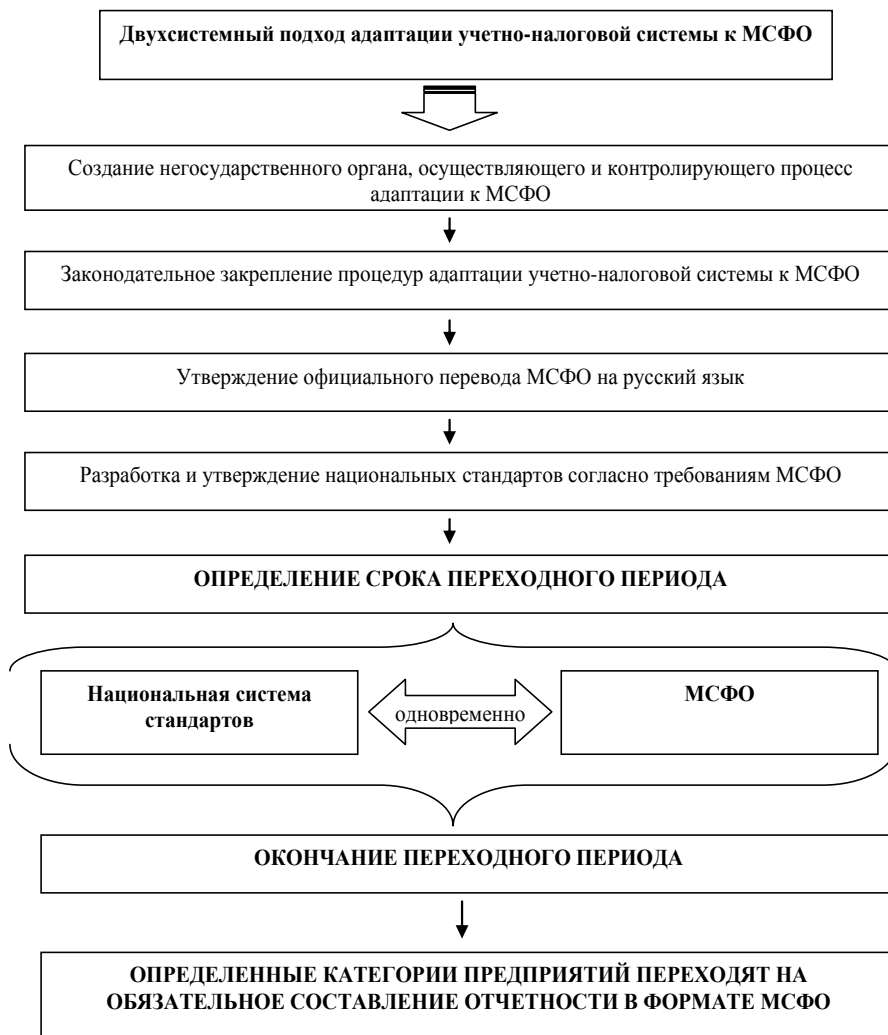 Двухсистемный подход адаптации учетно-налоговой системы к МСФО
Создание негосударственного органа, осуществляющего и контролирующего процесс
адаптации к МСФО
Законодательное закрепление процедур адаптации учетно-налоговой системы к МСФО
Утверждение официального перевода МСФО на русский язык
Разработка и утверждение национальных стандартов согласно требованиям МСФО
ОПРЕДЕЛЕНИЕ СРОКА ПЕРЕХОДНОГО ПЕРИОДА
Национальная система
стандартов
одновременно
МСФО
ОКОНЧАНИЕ ПЕРЕХОДНОГО ПЕРИОДА
ОПРЕДЕЛЕННЫЕ КАТЕГОРИИ ПРЕДПРИЯТИЙ ПЕРЕХОДЯТ НА
ОБЯЗАТЕЛЬНОЕ СОСТАВЛЕНИЕ ОТЧЕТНОСТИ В ФОРМАТЕ МСФО